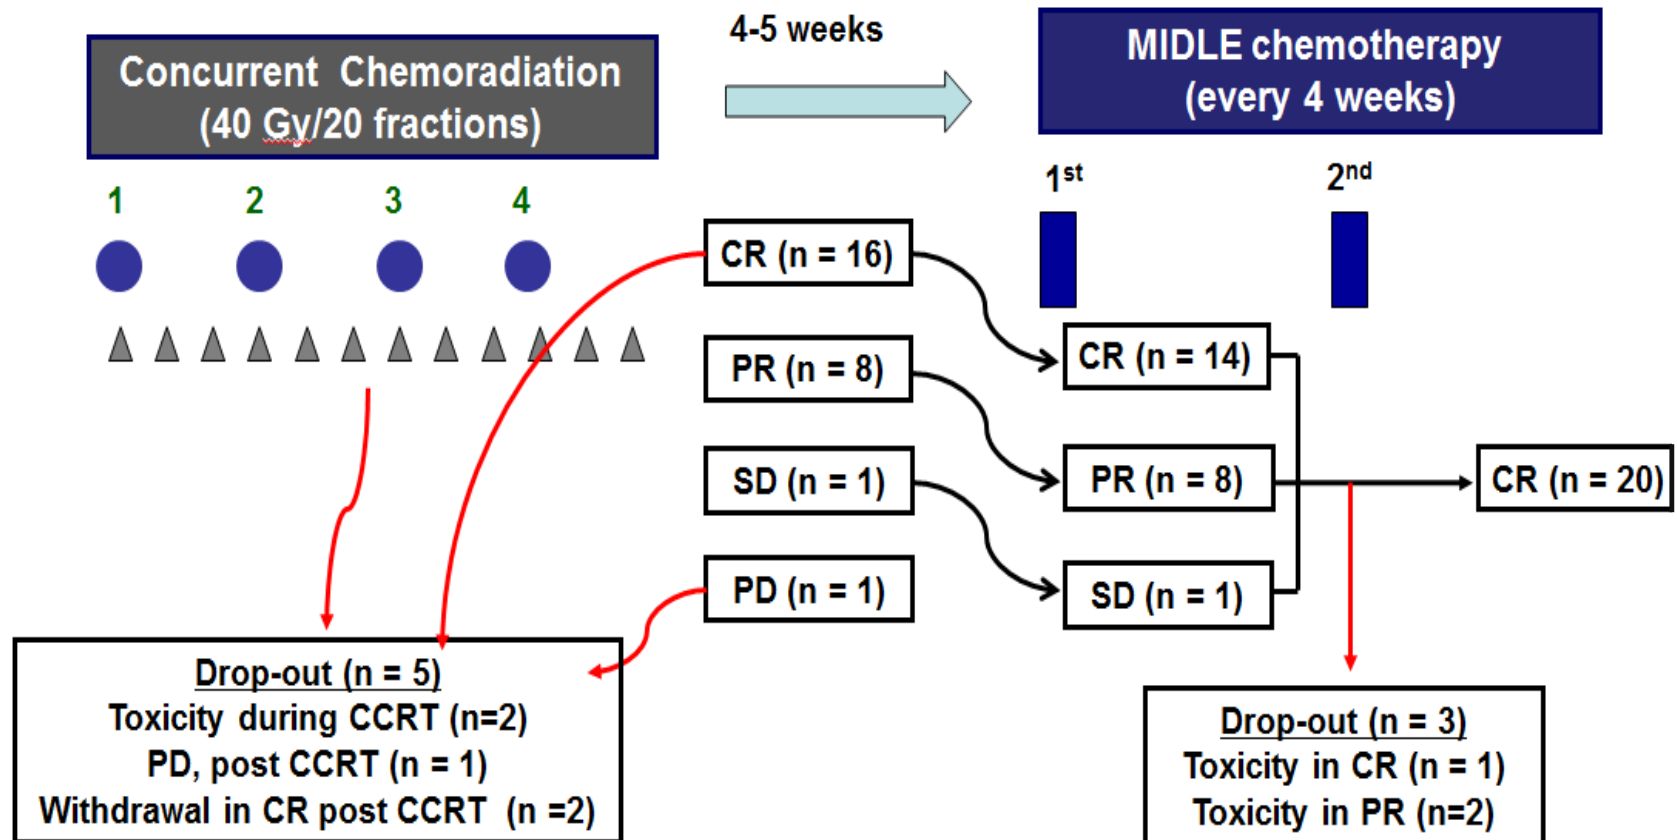 Concurrent Chemoradiation
(40 Gy/20 fractions)
4-5 weeks
MIDLE chemotherapy
(every 4 weeks)
1 2 3 4
1st 2nd
CR (n = 16)
PR (n = 8)
SD (n = 1)
PD (n = 1)
CR (n = 14)
PR (n = 8)
SD (n = 1)
CR (n = 20)
Drop-out (n = 5)
Toxicity during CCRT (n=2)
PD, post CCRT (n = 1)
Withdrawal in CR post CCRT (n =2)
Drop-out (n = 3)
Toxicity in CR (n = 1)
Toxicity in PR (n=2)